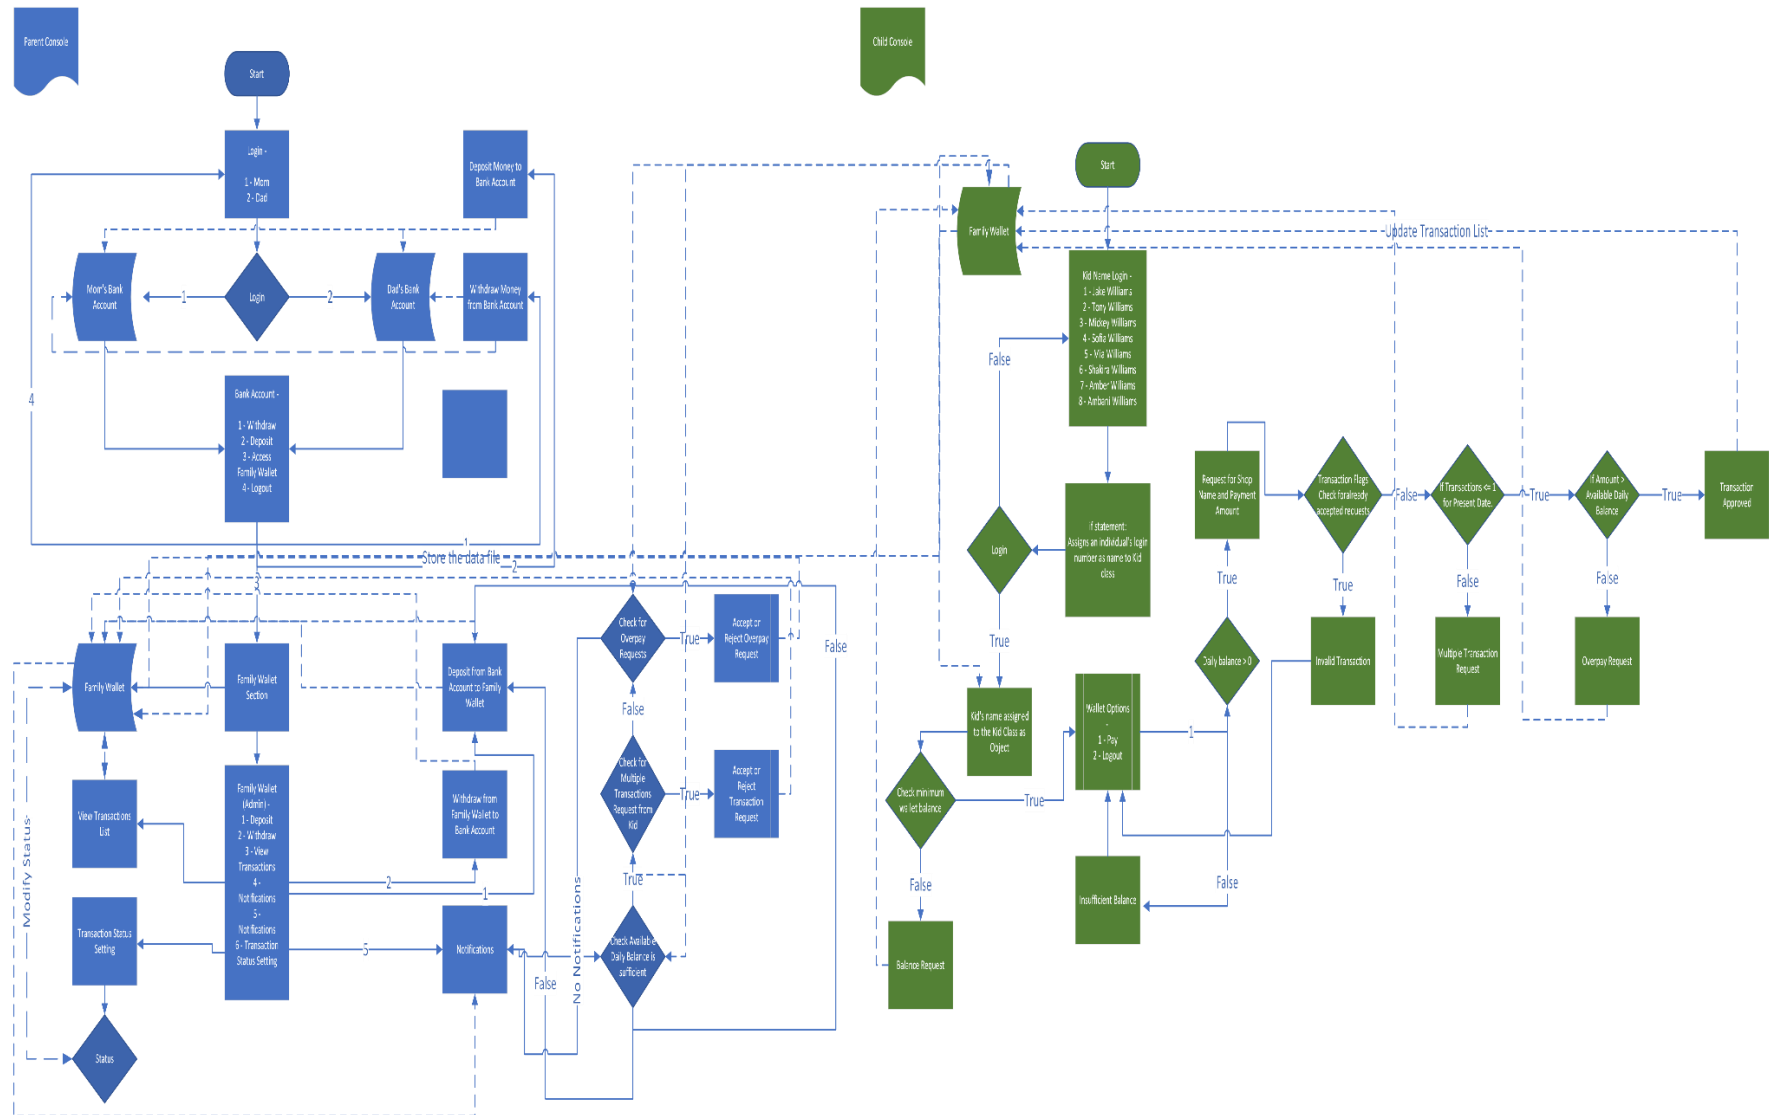 Parent Console
Child Console
Start
Login -
1 - Mom
2 - Dad
Deposit Money to
Bank Account
Mom's Bank
Account
1
Login
2
Dad's Bank
Account
Withdraw Money
from Bank Account
4
Bank Account -
1 - Withdraw
2 - Deposit
3 - Access
Family Wallet
4 - Logout
1
Store the data file
2
3
Family Wallet
Family Wallet
Section
Deposit from Bank
Account to Family
Wallet
Check for
Overpay
Requests
True
Accept or
Reject Overpay
Request
False
False
View Transactions
List
Family Wallet
(Admin) -
1 - Deposit
2 - Withdraw
3 - View
Transactions
4 -
Notifications
5 -
Notifications
6 - Transaction
Status Setting
Withdraw from
Family Wallet to
Bank Account
Check for
Multiple
Transactions
Request from
Kid
True
Accept or
Reject
Transaction
Request
2
1
True
Modify Status
Transaction Status
Setting
5
Notifications
No Notifications
False
Check Available
Daily Balance is
sufficient
Status
Start
Family Wallet
Update Transaction List
Kid Name Login -
1 - Jake Williams
2 - Tony Williams
3 - Mickey Williams
4 - Sofia Williams
5 - Mia Williams
6 - Shakira Williams
7 - Amber Williams
8 - Ambani Williams
False
Login
If statement:
Assigns an individual's login
number as name to Kid
class
True
Kid's name assigned
to the Kid Class as
Object
Check minimum
wallet balance
True
False
Balance Request
Wallet Options
-
1 - Pay
2 - Logout
1
Insufficient Balance
False
Daily balance > 0
True
Request for Shop
Name and Payment
Amount
Transaction Flags
Check foralready
accepted requests
False
If Transactions <= 1
for Present Date.
True
If Amount >
Available Daily
Balance
True
Transaction
Approved
True
False
False
Invalid Transaction
Multiple Transaction
Request
Overpay Request